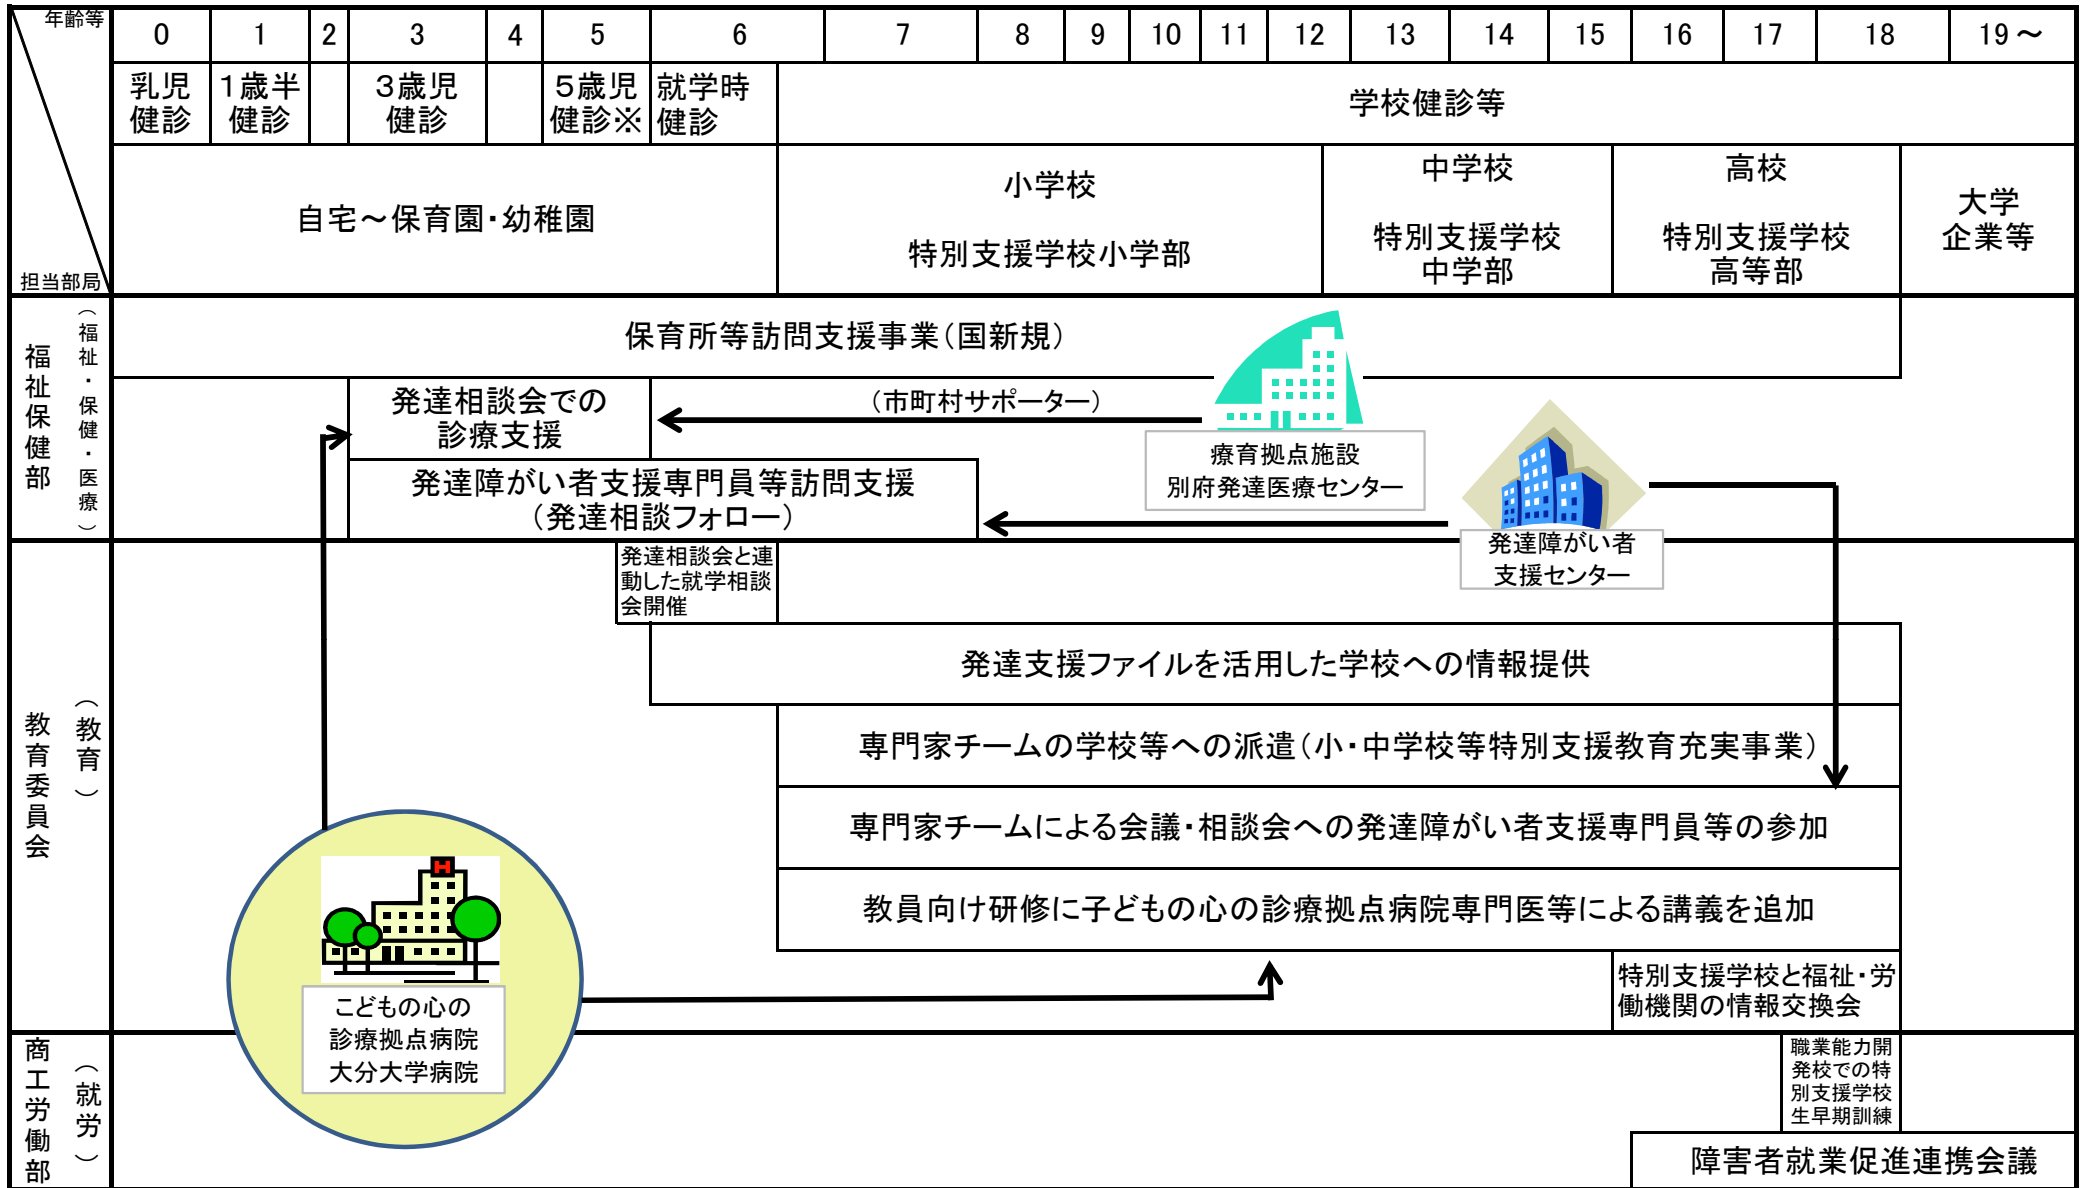 年齢等
0 1 2 3 4 5 6 7 8 9 10 11 12 13 14 15 16 17 18 19～
乳児
健診
1歳半
健診
3歳児
健診
5歳児
健診※
就学時
健診
学校健診等
自宅～保育園・幼稚園
小学校
特別支援学校小学部
中学校
特別支援学校
中学部
高校
特別支援学校
高等部
大学
企業等
担当部局
福祉保健部
（福祉・保健・医療）
保育所等訪問支援事業（国新規）
発達相談会での
診療支援
（市町村サポーター）
療育拠点施設
別府発達医療センター
発達障がい者支援専門員等訪問支援
（発達相談フォロー）
発達障がい者
支援センター
教育委員会
（教育）
発達相談会と連
動した就学相談
会開催
発達支援ファイルを活用した学校への情報提供
専門家チームの学校等への派遣（小・中学校等特別支援教育充実事業）
専門家チームによる会議・相談会への発達障がい者支援専門員等の参加
教員向け研修に子どもの心の診療拠点病院専門医等による講義を追加
H
こどもの心の
診療拠点病院
大分大学病院
特別支援学校と福祉・労
働機関の情報交換会
商工労働部
（就労）
職業能力開
発校での特
別支援学校
生早期訓練
障害者就業促進連携会議